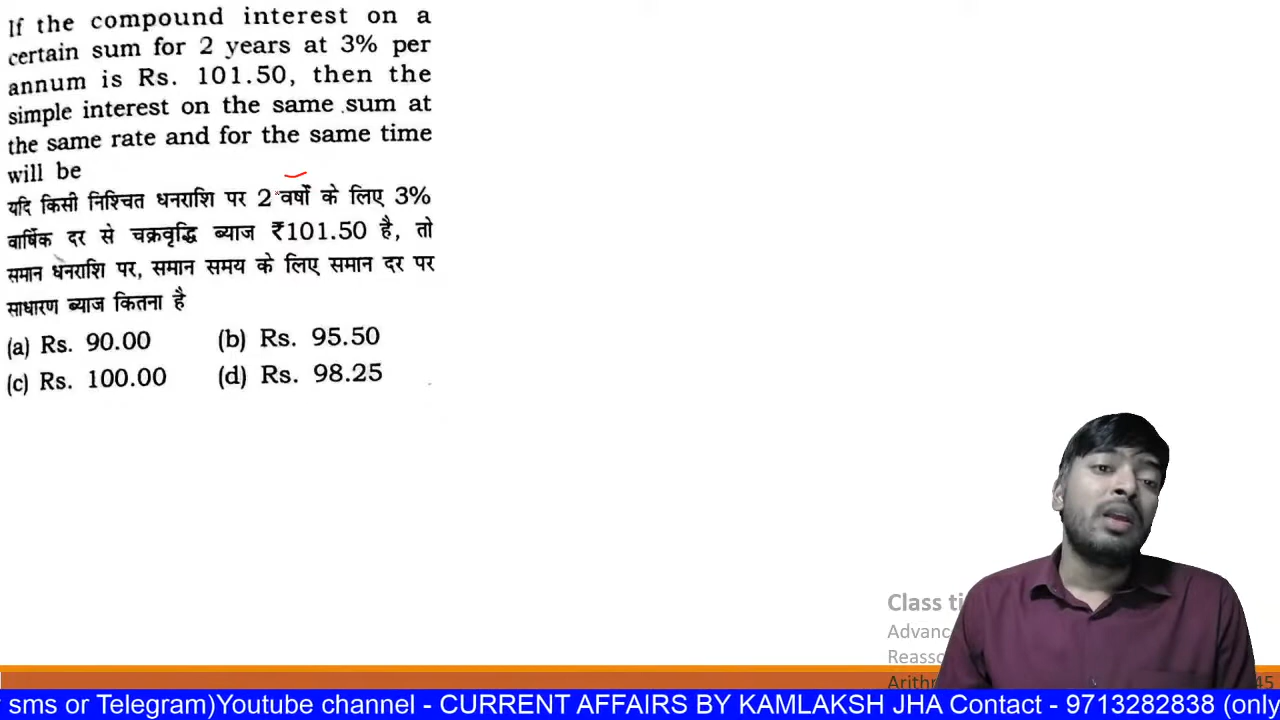 If the compound interest on a
certain sum for 2 years at 3% per
annum is Rs. 101.50, then the
simple interest on the same sum at
the same rate and for the same time
will be
यदि किसी निश्चित धनराशि पर 2 वर्षों के लिए 3%
वार्षिक दर से चक्रवृद्धि ब्याज ₹101.50 है, तो
समान धनराशि पर, समान समय के लिए समान दर पर
साधारण ब्याज कितना है
(a) Rs. 90.00 (b) Rs. 95.50
(c) Rs. 100.00 (d) Rs. 98.25
Class ti
Advanc
Reaso
Arith 45
sms or Telegram)Youtube channel - CURRENT AFFAIRS BY KAMLAKSH JHA Contact - 9713282838 (only